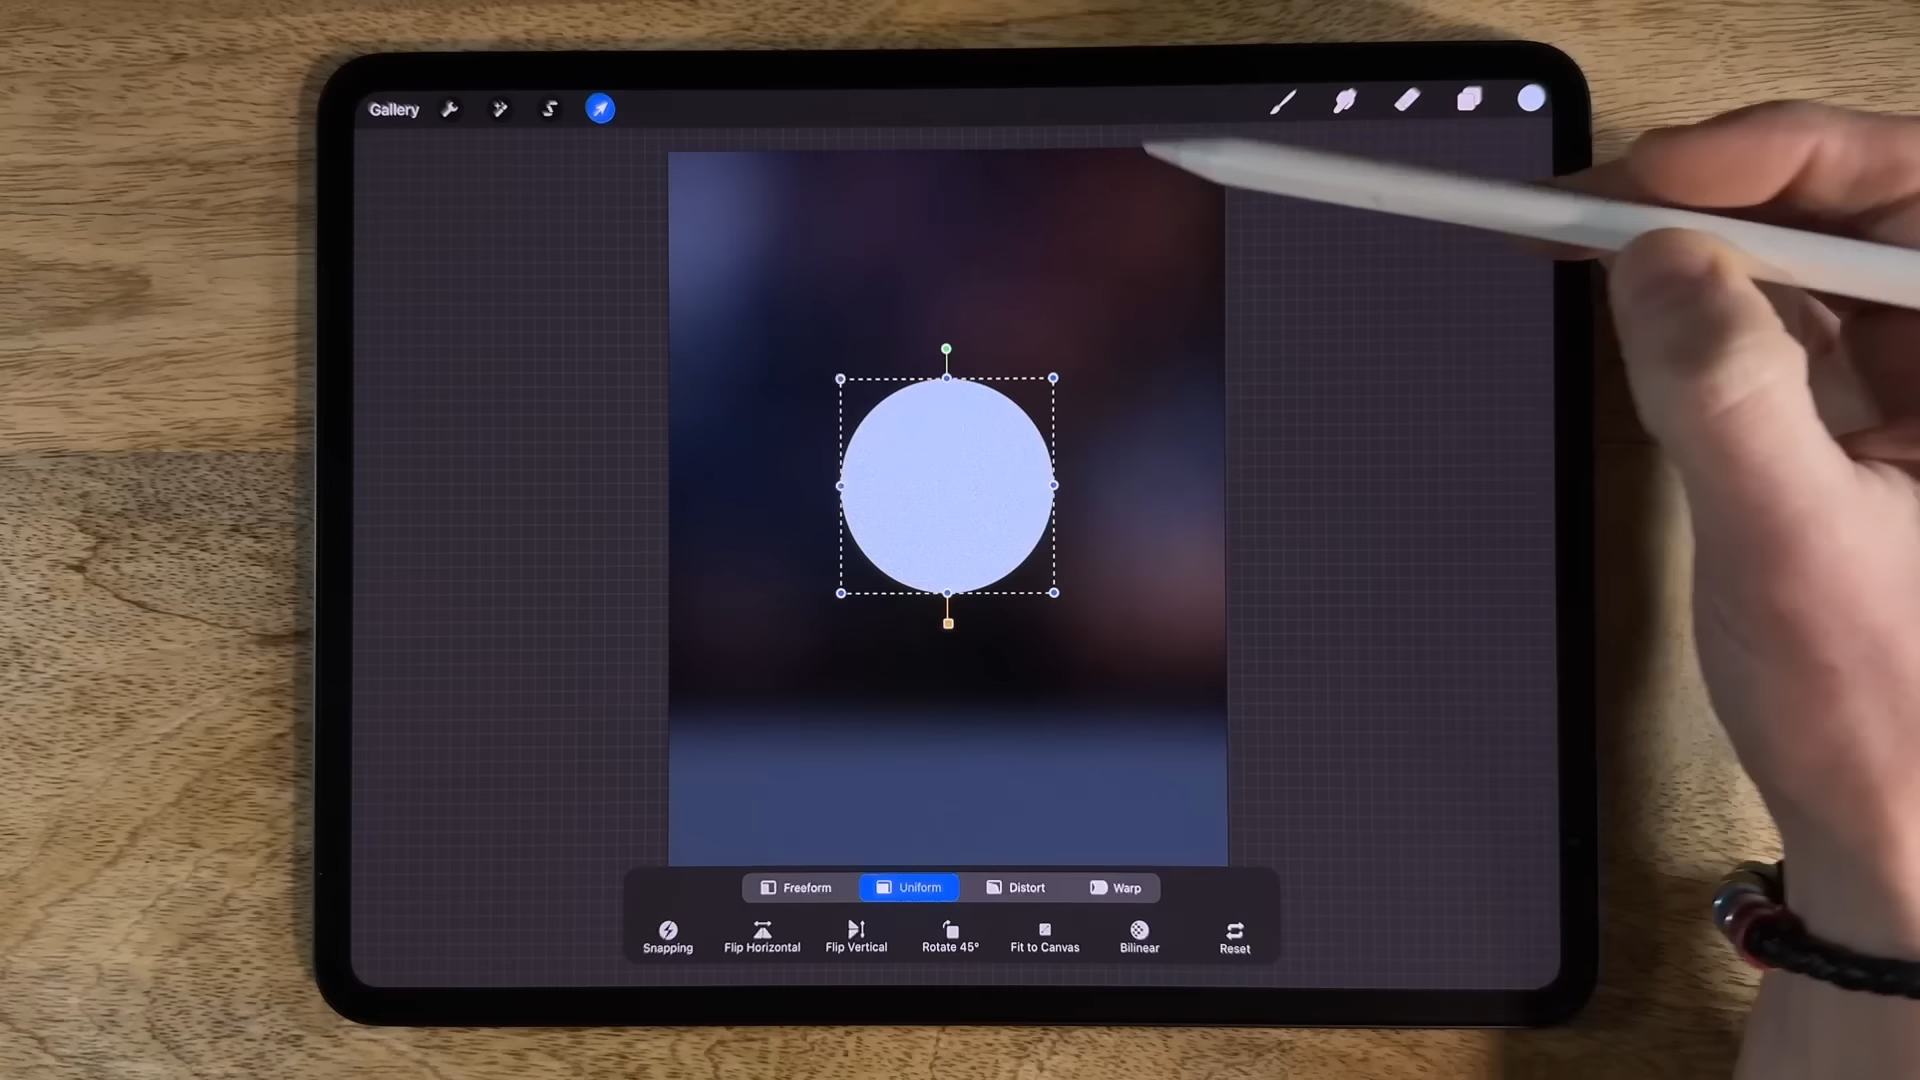 Gallery
Freeform Uniform Distort Warp
Snapping Flip Horizontal Flip Vertical Rotate 45° Fit to Canvas Bilinear Reset